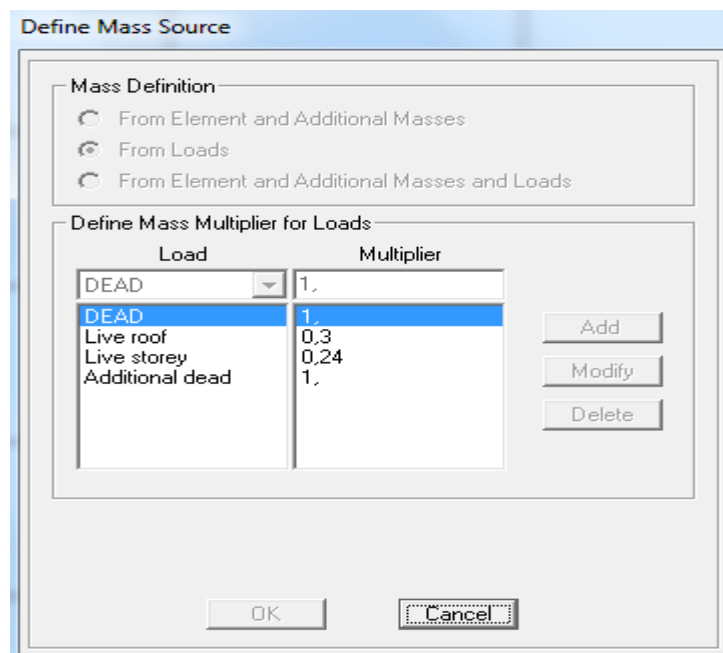 Define Mass Source
Mass Definition
From Element and Additional Masses
From Loads
From Element and Additional Masses and Loads
Define Mass Multiplier for Loads
Load Multiplier
DEAD 1,
DEAD 1,
Live roof 0,3
Live storey 0,24
Additional dead 1,
Add
Modify
Delete
OK Cancel